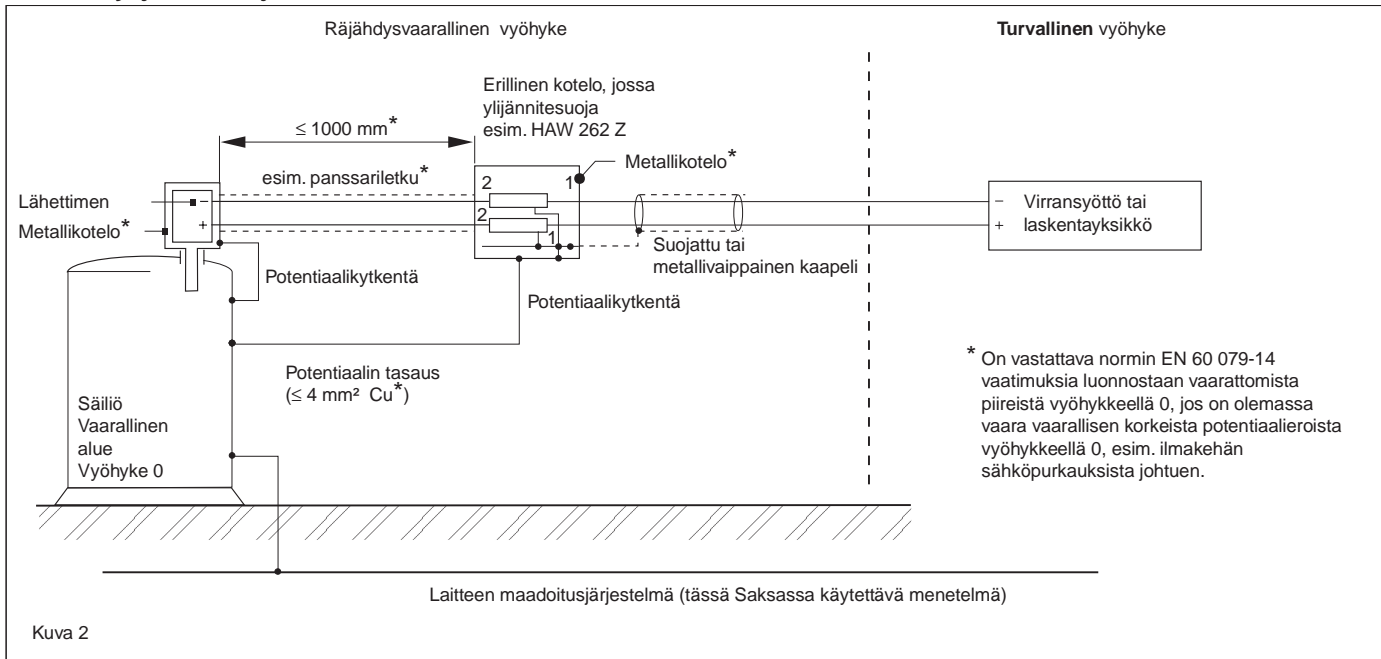 Räjähdysvaarallinen vyöhyke
Turvallinen vyöhyke
Erillinen kotelo, jossa
ylijännitesuoja
esim. HAW 262 Z
≤ 1000 mm*
Metallikotelo*
esim. panssariletku*
2
1
Lähettimen
–
– Virransyöttö tai
2
Metallikotelo*
+
+ laskentayksikkö
1
Suojattu tai
metallivaippainen kaapeli
Potentiaalikytkentä
Potentiaalikytkentä
* On vastattava normin EN 60 079-14
vaatimuksia luonnostaan vaarattomista
piireistä vyöhykkeellä 0, jos on olemassa
vaara vaarallisen korkeista potentiaalieroista
vyöhykkeellä 0, esim. ilmakehän
sähköpurkauksista johtuen.
Potentiaalin tasaus
(≤ 4 mm² Cu*)
Säiliö
Vaarallinen
alue
Vyöhyke 0
Laitteen maadoitusjärjestelmä (tässä Saksassa käytettävä menetelmä)
Kuva 2